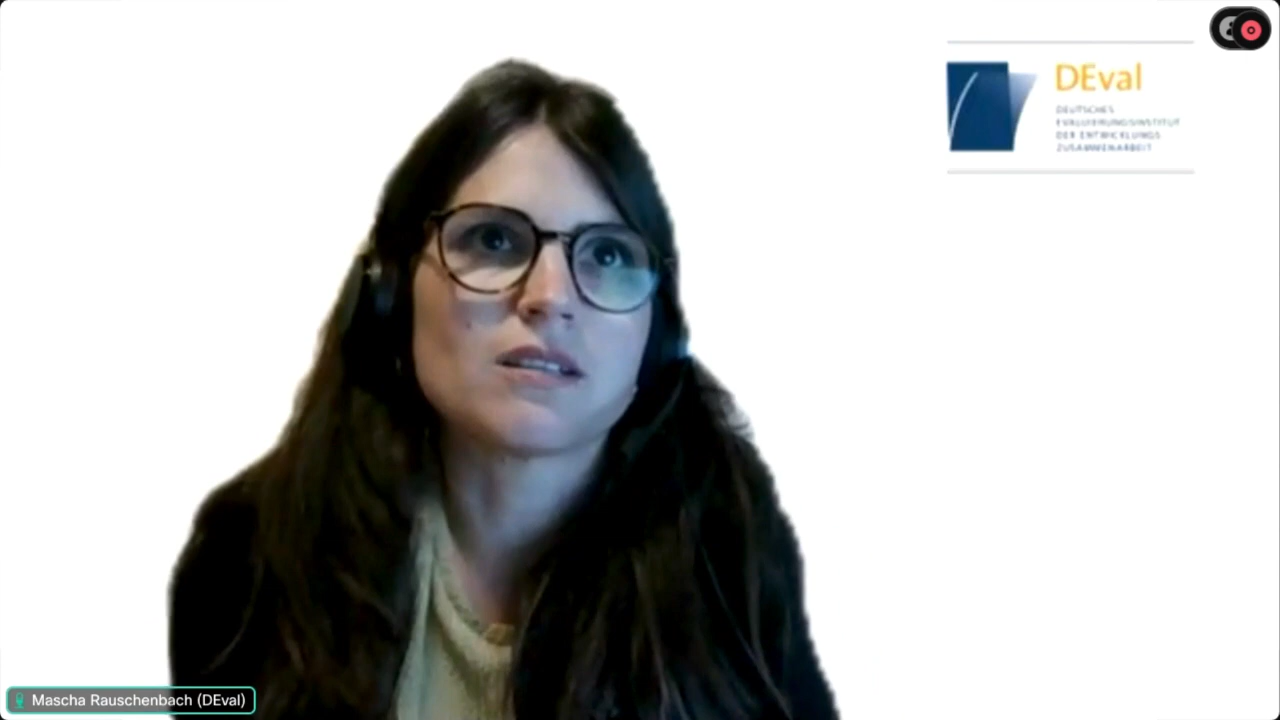 DEval
DEUTSCHES
EVALUIERUNGSINSTITUT
DER ENTWICKLUNGS
ZUSAMMENARBEIT
Mascha Rauschenbach (DEval)